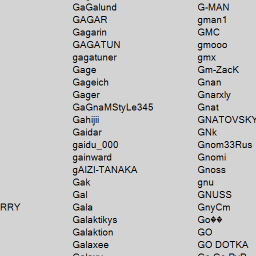 GaGalund G-MAN
GAGAR gman1
Gagarin GMC
GAGATUN gmooo
gagatuner gmx
Gage Gm-ZacK
Gageich Gnan
Gager Gnarxly
GaGnaMStyLe345 Gnat
Gahijii GNATOVSKY
Gaidar GNk
gaidu_000 Gnom33Rus
gainward Gnomi
gAIZI-TANAKA Gnoss
Gak gnu
Gal GNUSS
RRY Gala GnyCm
Galaktikys Go��
Galaktion GO
Galaxee GO DOTKA